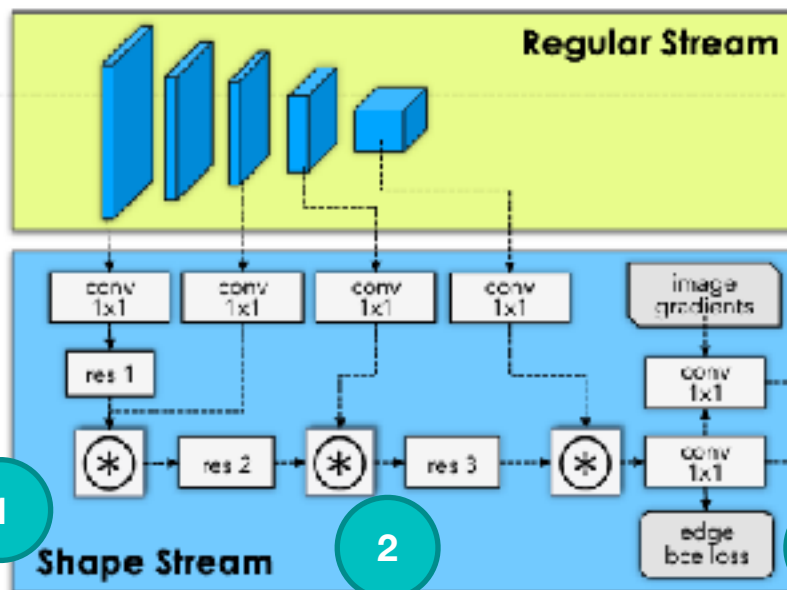 Regular Stream
conv
1x1
conv
1x1
conv
1x1
conv
1x1
image
gradients
res 1
conv
1x1
*
res 2
*
res 3
*
conv
1x1
1
2
edge
bce loss
Shape Stream